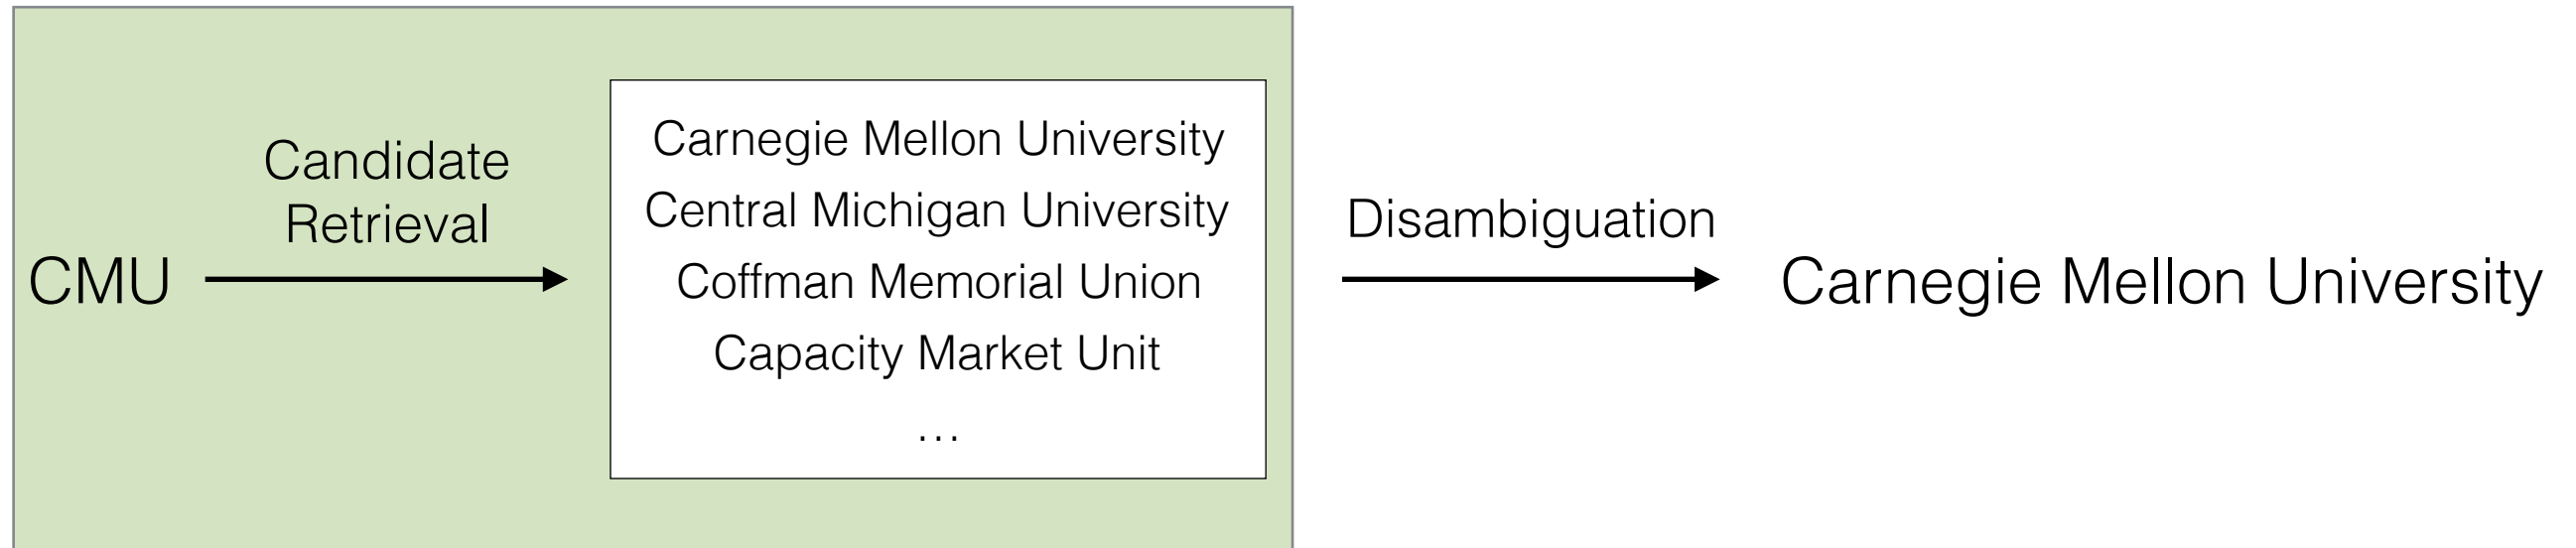 CMU
Candidate
Retrieval
Carnegie Mellon University
Central Michigan University
Coffman Memorial Union
Capacity Market Unit
…
Disambiguation
Carnegie Mellon University